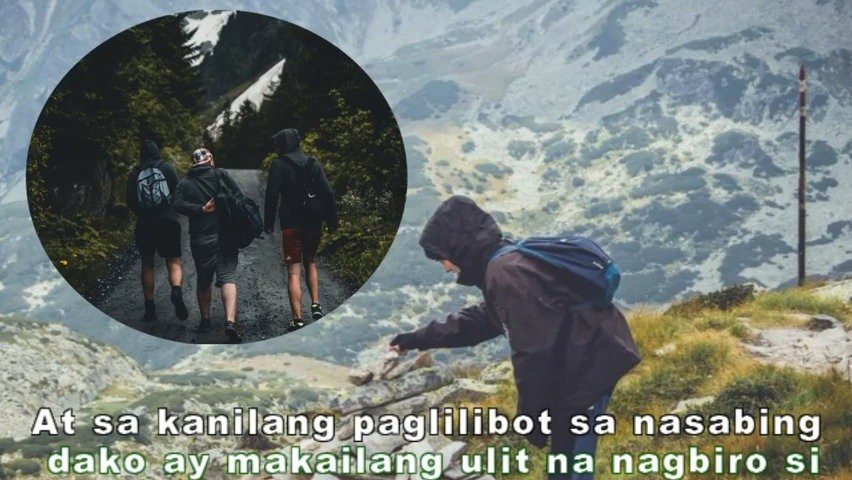 At sa kanilang paglilibot sa nasabing
dako ay makailang ulit na nagbiro si